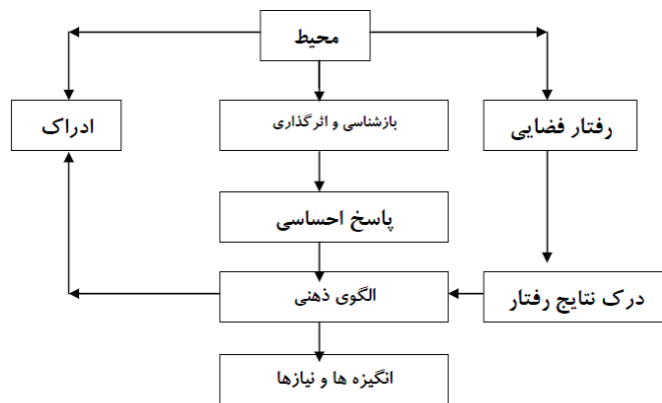 محیط
ادراک
بازشناسی و اثرگذاری
رفتار فضایی
پاسخ احساسی
الگوی ذهنی
درک نتایج رفتار
انگیزه ها و نیازها